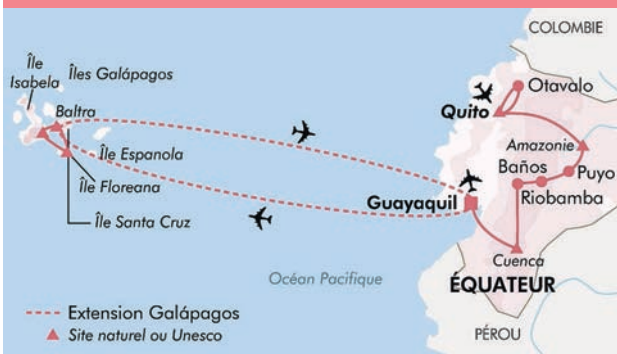 COLOMBIE
Île
Isabela
Îles Galápagos
Baltra
Otavalo
Quito
Amazonie
Île Espanola
Baños
Puyo
Île Floreana
Riobamba
Guayaquil
Île Santa Cruz
Cuenca
Océan Pacifique
ÉQUATEUR
Extension Galápagos
Site naturel ou Unesco
PÉROU